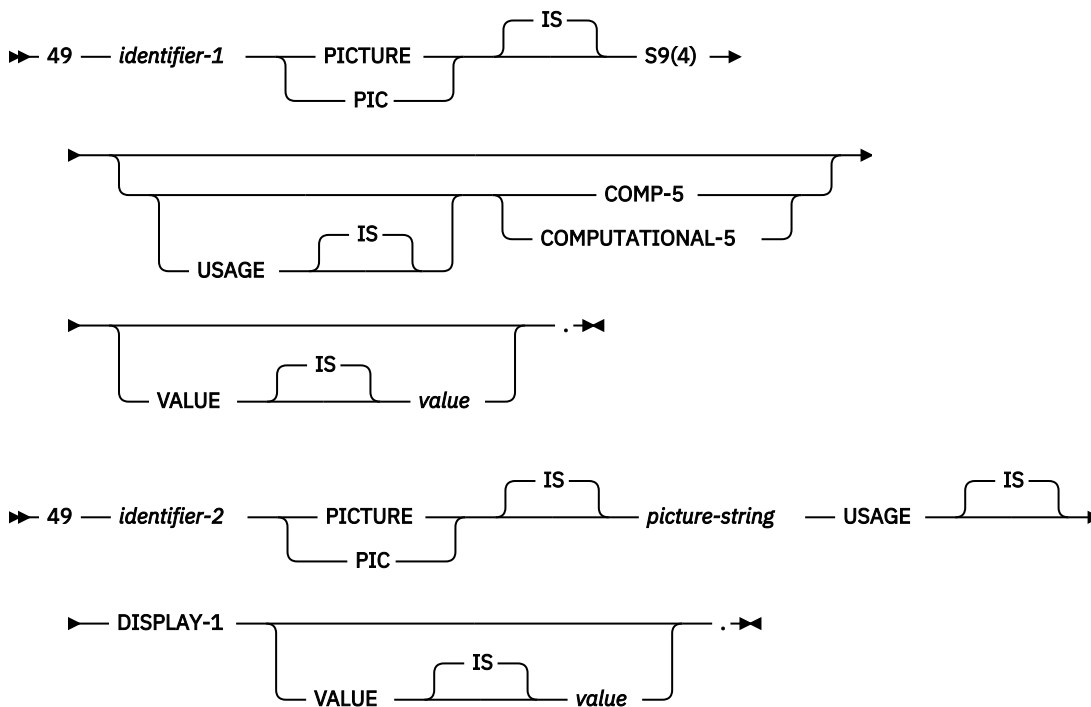 IS
49 identifier-1 PICTURE S9(4)
PIC
COMP-5
IS
COMPUTATIONAL-5
USAGE
.
IS
VALUE value
IS IS
49 identifier-2 PICTURE picture-string USAGE
PIC
DISPLAY-1 .
IS
VALUE value